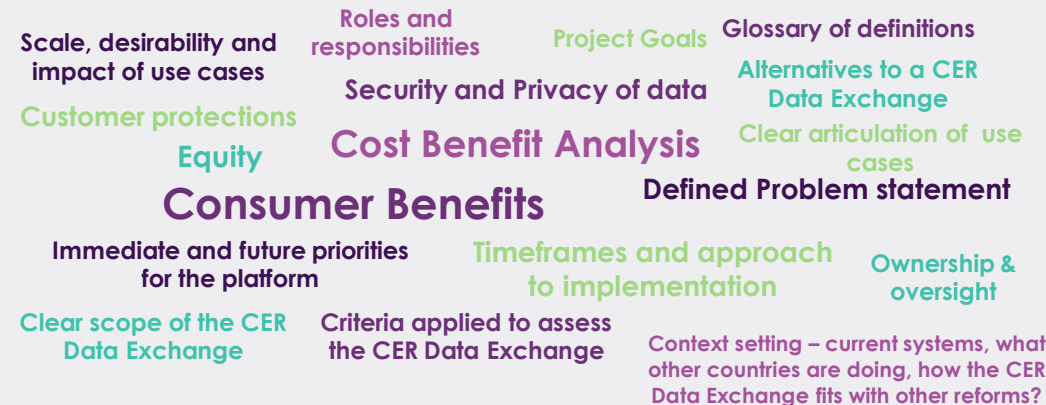 Roles and
responsibilities
Scale, desirability and
impact of use cases
Project Goals
Glossary of definitions
Security and Privacy of data
Alternatives to a CER
Data Exchange
Customer protections
Equity
Cost Benefit Analysis
Clear articulation of use
cases
Consumer Benefits
Defined Problem statement
Immediate and future priorities
for the platform
Timeframes and approach
to implementation
Ownership &
oversight
Clear scope of the CER
Data Exchange
Criteria applied to assess
the CER Data Exchange
Context setting – current systems, what
other countries are doing, how the CER
Data Exchange fits with other reforms?